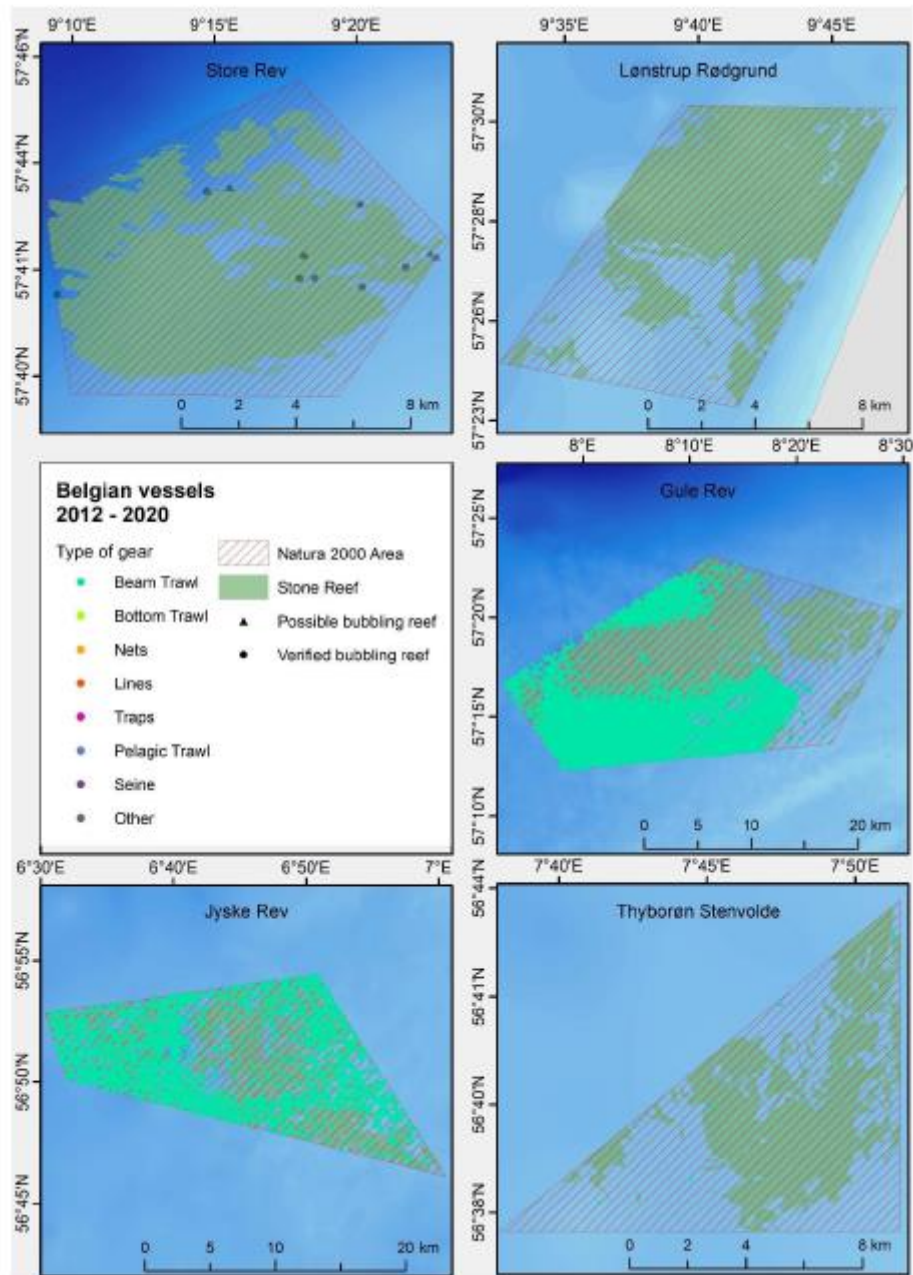 9°10'E 9°15'E 9°20'E
57°46'N
57°44'N
57°41'N
57°40'N
Store Rev
0 2 4 8 km
9°35'E 9°40'E 9°45'E
57°30'N
57°28'N
57°26'N
57°23'N
Lønstrup Rødgrund
0 2 4 8 km
Belgian vessels
2012 - 2020
Type of gear
Beam Trawl
Bottom Trawl
Nets
Lines
Traps
Pelagic Trawl
Seine
Other
Natura 2000 Area
Stone Reef
Possible bubbling reef
Verified bubbling reef
8°E 8°10'E 8°20'E 8°30
57°25'N
57°20'N
57°15'N
57°10'N
Gule Rev
0 5 10 20 km
6°30'E 6°40'E 6°50'E 7°E
56°55'N
56°50'N
56°45'N
Jyske Rev
0 5 10 20 km
7°40'E 7°45'E 7°50'E
56°44'N
56°41'N
56°40'N
56°38'N
Thyborøn Stenvolde
0 2 4 8 km